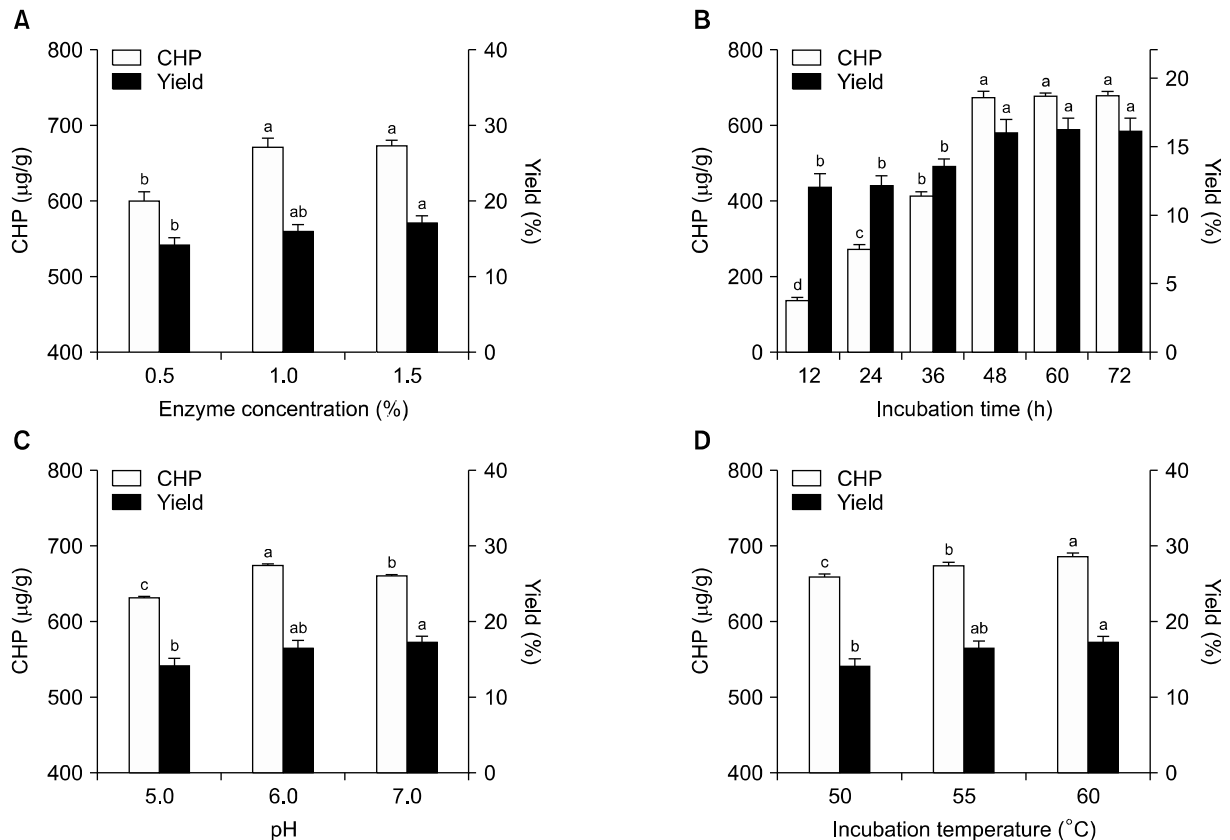 A
800
700
600
500
400
CHP (µg/g)
CHP
Yield
b
b
a
ab
a
a
40
30
20
10
0
Yield (%)
0.5 1.0 1.5
Enzyme concentration (%)
B
800
600
400
200
0
CHP (µg/g)
CHP
Yield
d
b
c
b
b
b
a
a
a
a
a
a
20
15
10
5
0
Yield (%)
12 24 36 48 60 72
Incubation time (h)
C
800
700
600
500
400
CHP (µg/g)
CHP
Yield
c
b
a
ab
b
a
40
30
20
10
0
Yield (%)
5.0 6.0 7.0
pH
D
800
700
600
500
400
CHP (µg/g)
CHP
Yield
c
b
b
ab
a
a
40
30
20
10
0
Yield (%)
50 55 60
Incubation temperature (°C)